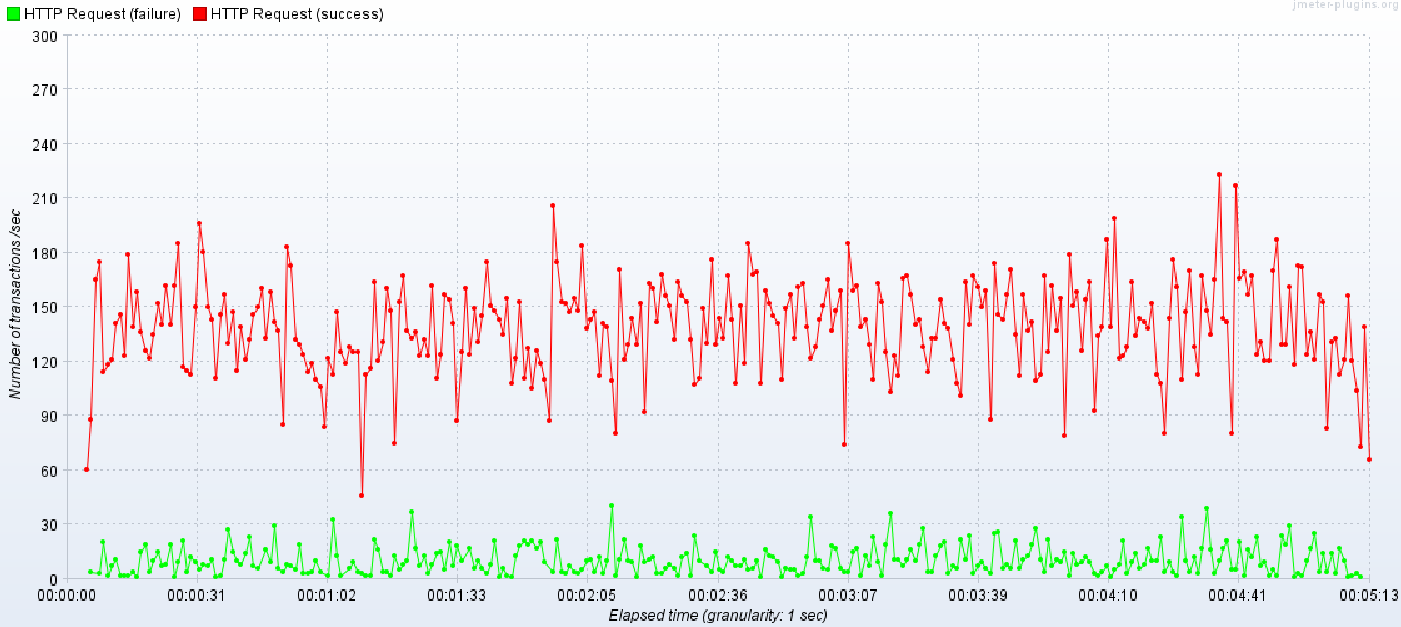 jmeter-plugins.org
HTTP Request (failure) HTTP Request (success)
300
270
240
210
180
150
120
90
60
30
0
Number of transactions /sec
00:00:00 00:00:31 00:01:02 00:01:33 00:02:05 00:02:36 00:03:07 00:03:39 00:04:10 00:04:41 00:05:13
Elapsed time (granularity: 1 sec)